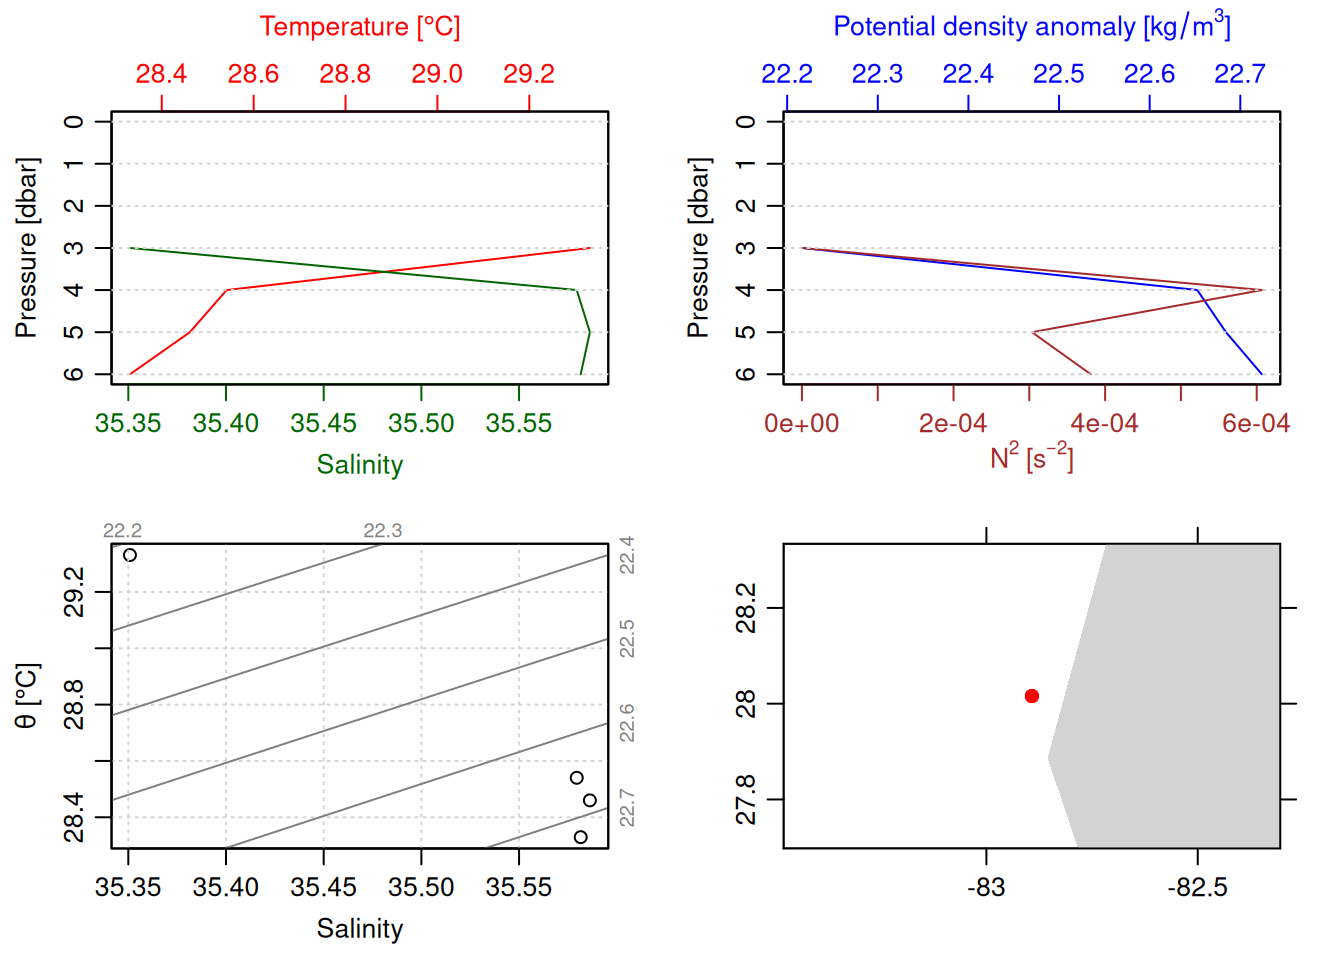 Temperature [°C]
28.4 28.6 28.8 29.0 29.2
Pressure [dbar]
0
1
2
3
4
5
6
35.35 35.40 35.45 35.50 35.55
Salinity
Potential density anomaly [kg/m³]
22.2 22.3 22.4 22.5 22.6 22.7
Pressure [dbar]
0
1
2
3
4
5
6
0e+00 2e-04 4e-04 6e-04
N² [s⁻²]
22.2 22.3
22.4
22.5
22.6
22.7
θ [°C]
29.2
28.8
28.4
35.35 35.40 35.45 35.50 35.55
Salinity
28.2
28
27.8
-83 -82.5